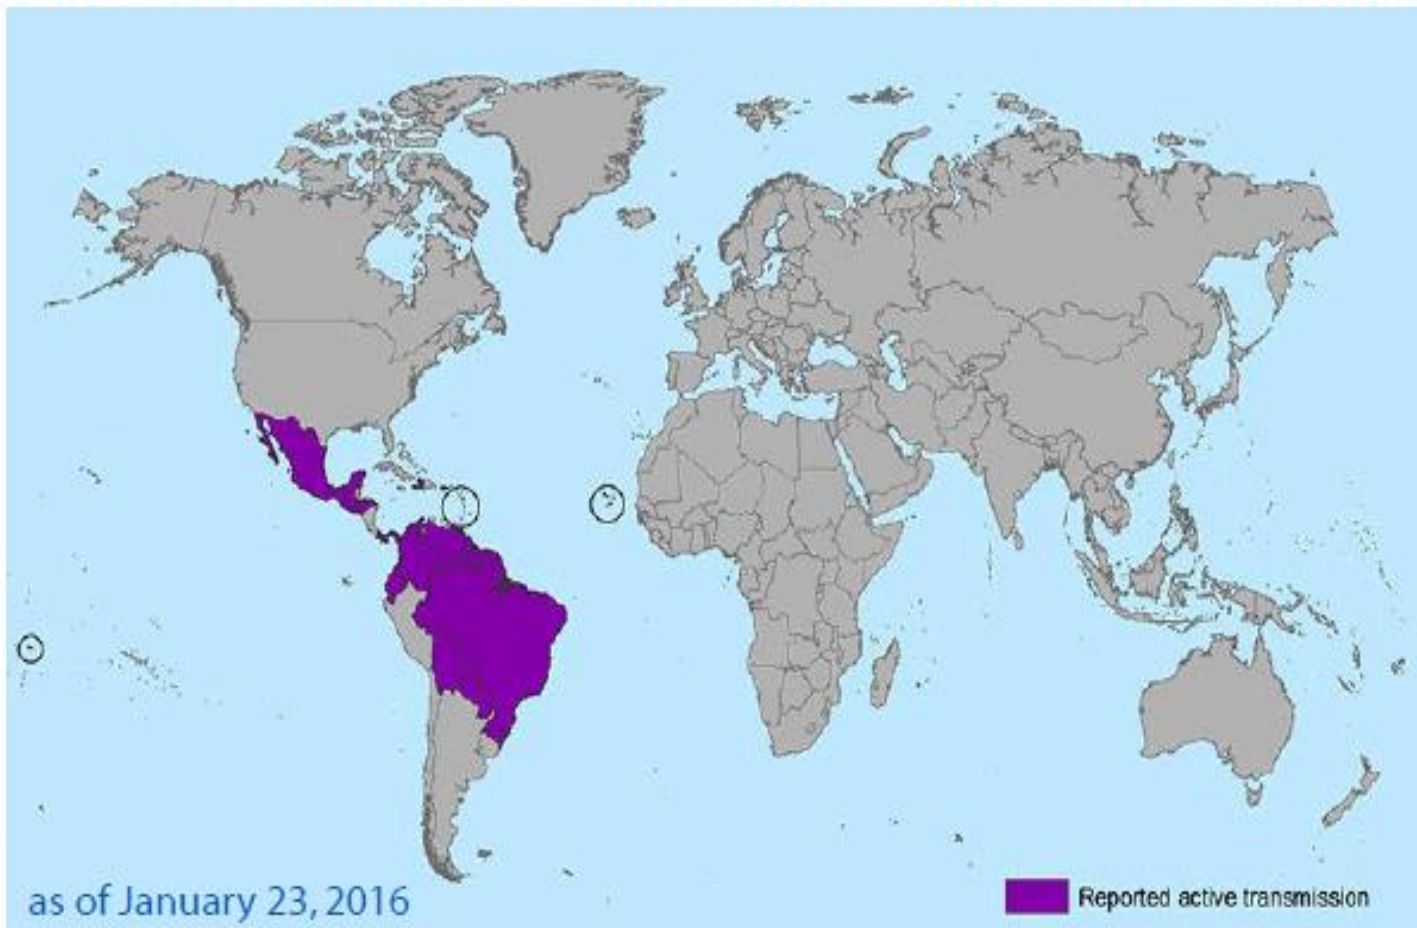 as of January 23, 2016
Reported active transmission